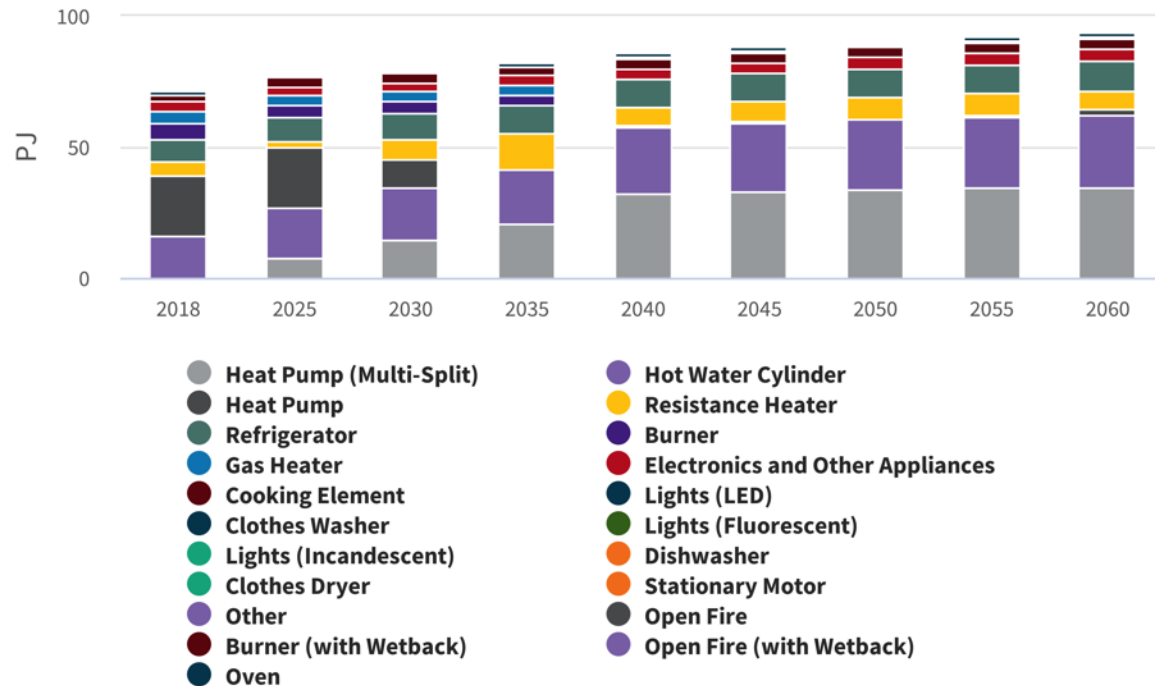 100
PJ
50
0
2018 2025 2030 2035 2040 2045 2050 2055 2060
Heat Pump (Multi-Split) Hot Water Cylinder
Heat Pump Resistance Heater
Refrigerator Burner
Gas Heater Electronics and Other Appliances
Cooking Element Lights (LED)
Clothes Washer Lights (Fluorescent)
Lights (Incandescent) Dishwasher
Clothes Dryer Stationary Motor
Other Open Fire
Burner (with Wetback) Open Fire (with Wetback)
Oven